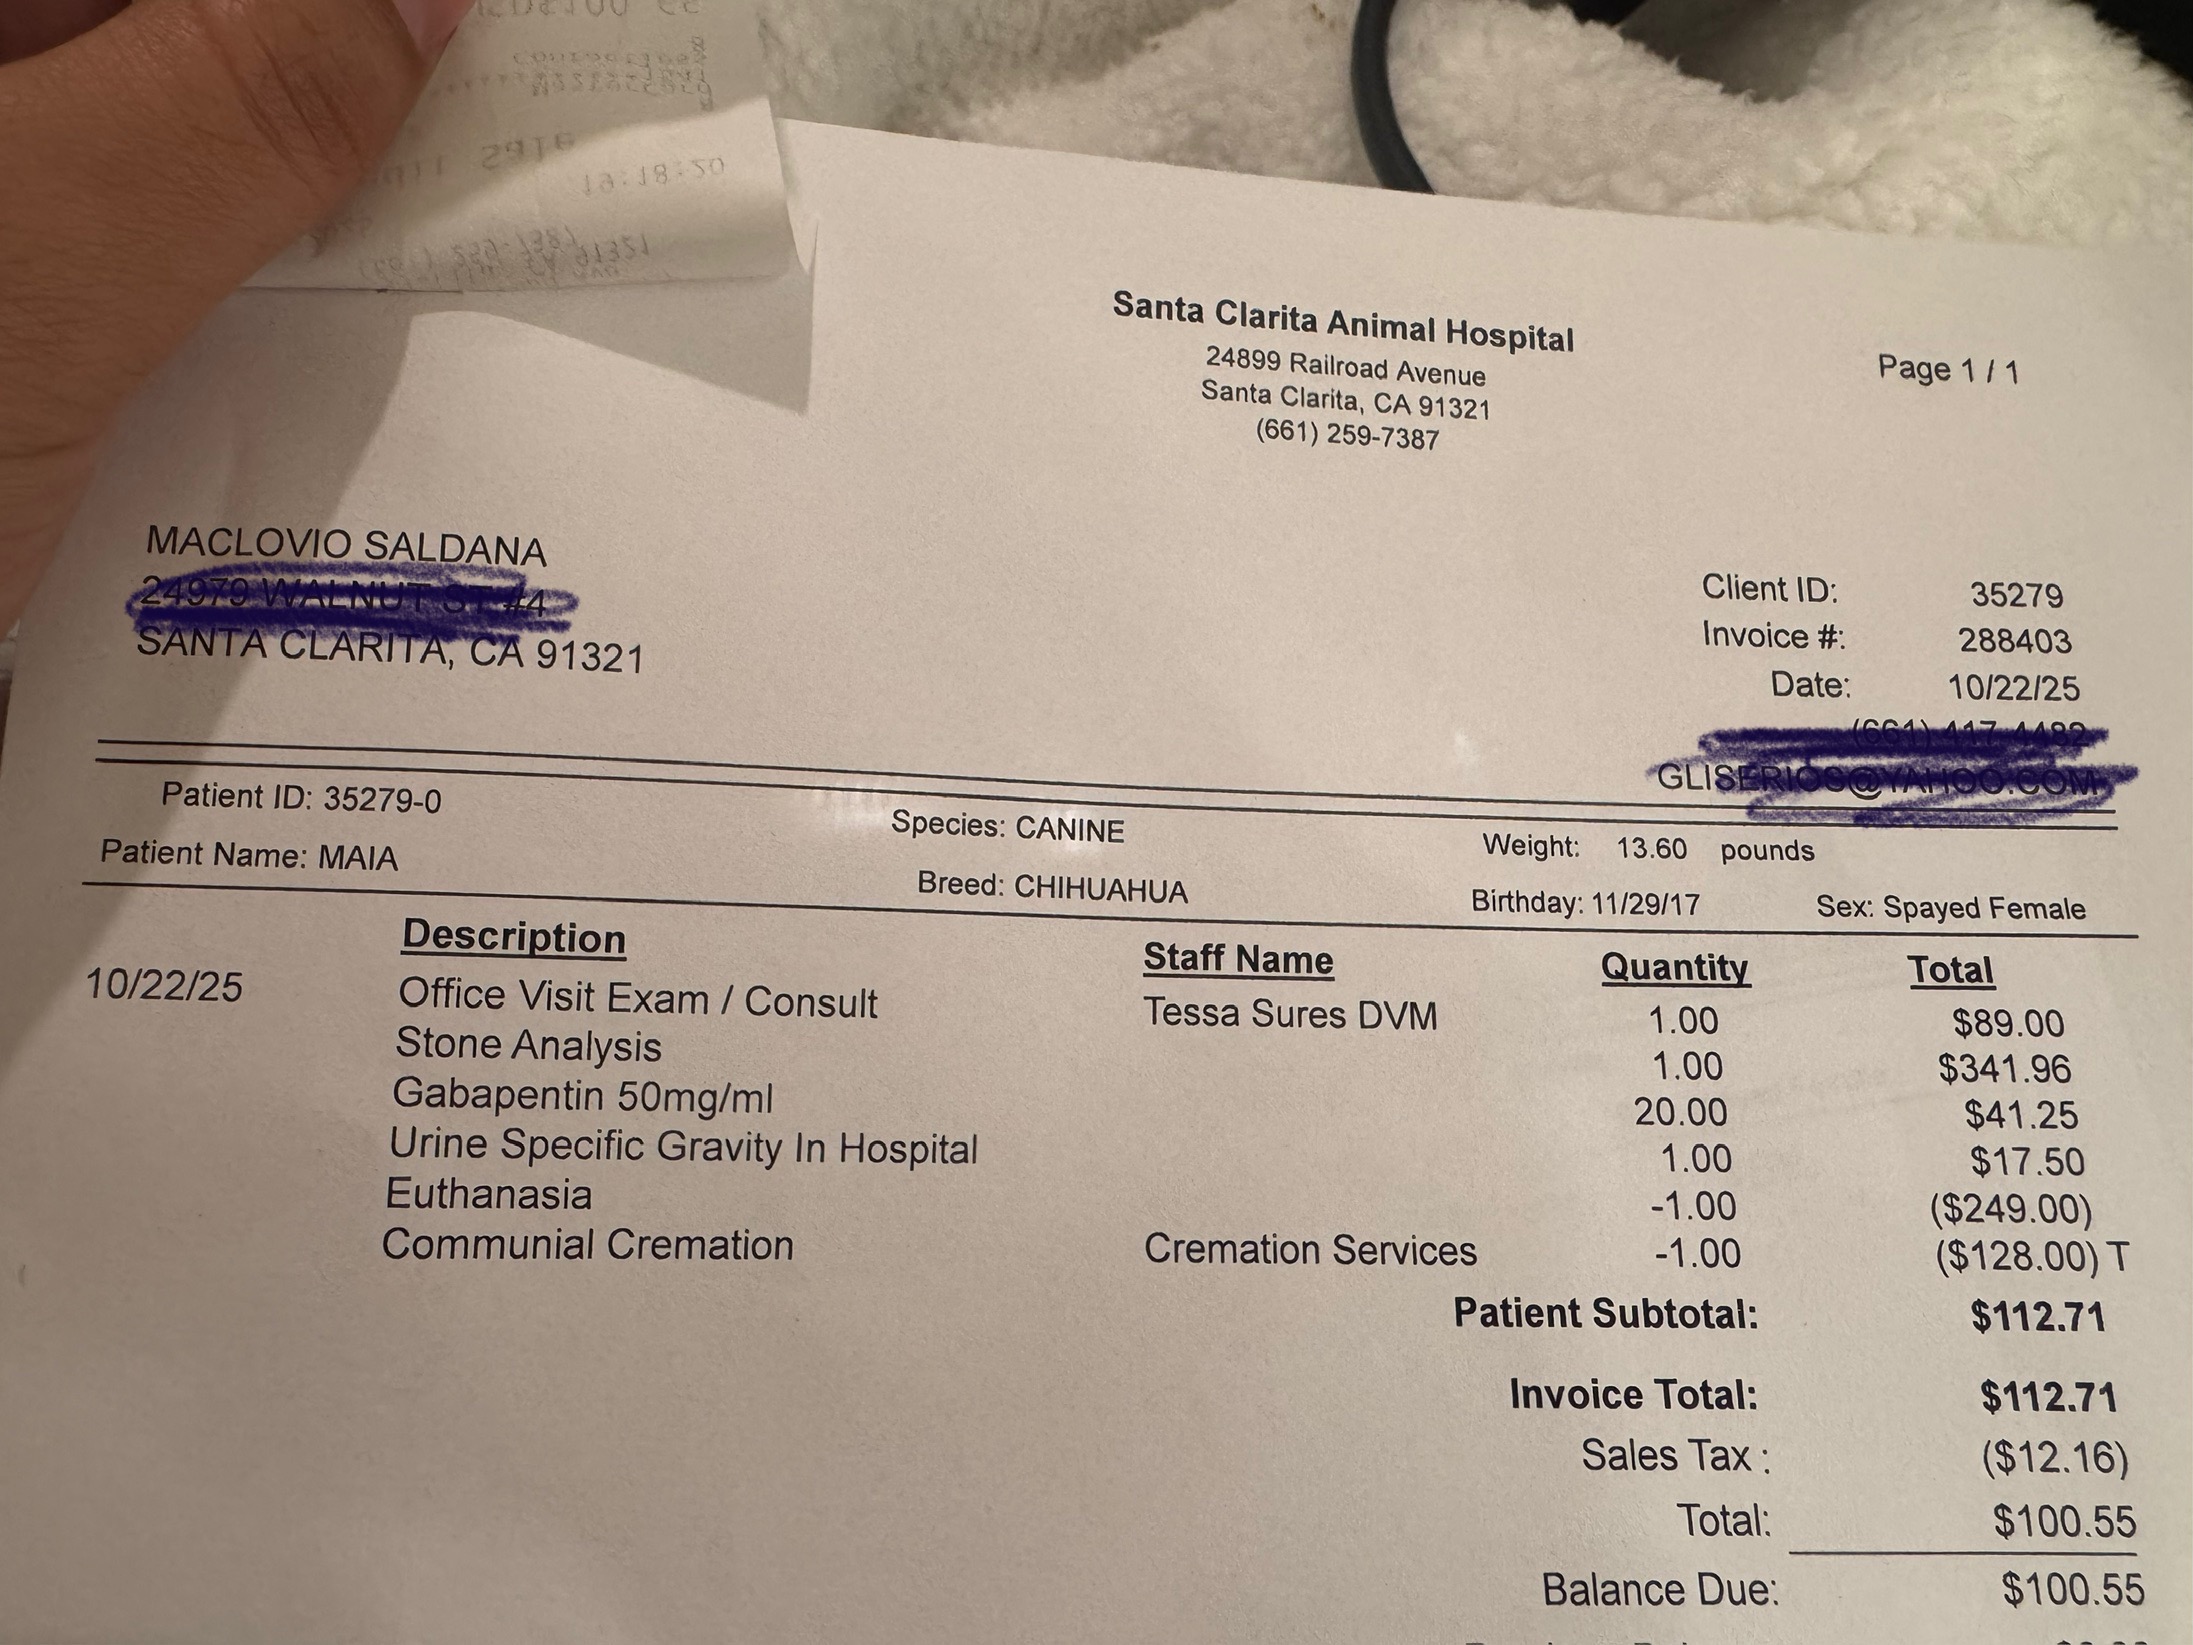 19:18:20
Santa Clarita Animal Hospital
24899 Railroad Avenue
Santa Clarita, CA 91321
(661) 259-7387
Page 1 / 1
MACLOVIO SALDANA
SANTA CLARITA, CA 91321
Client ID: 35279
Invoice #: 288403
Date: 10/22/25
Patient ID: 35279-0
Species: CANINE
Weight: 13.60 pounds
Patient Name: MAIA
Breed: CHIHUAHUA
Birthday: 11/29/17
Sex: Spayed Female
Description Staff Name Quantity Total
10/22/25 Office Visit Exam / Consult Tessa Sures DVM 1.00 $89.00
Stone Analysis 1.00 $341.96
Gabapentin 50mg/ml 20.00 $41.25
Urine Specific Gravity In Hospital 1.00 $17.50
Euthanasia -1.00 ($249.00)
Communial Cremation Cremation Services -1.00 ($128.00) T
Patient Subtotal: $112.71
Invoice Total: $112.71
Sales Tax : ($12.16)
Total: $100.55
Balance Due: $100.55